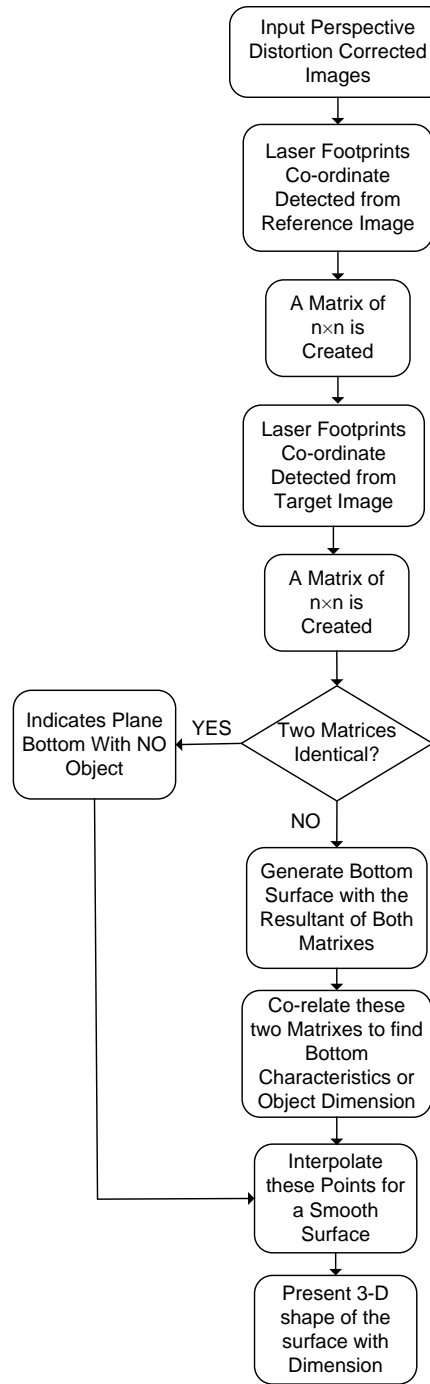 Input Perspective
Distortion Corrected
Images
Laser Footprints
Co-ordinate
Detected from
Reference Image
A Matrix of
n×n is
Created
Laser Footprints
Co-ordinate
Detected from
Target Image
A Matrix of
n×n is
Created
Two Matrices
Identical?
YES
Indicates Plane
Bottom With NO
Object
NO
Generate Bottom
Surface with the
Resultant of Both
Matrixes
Co-relate these
two Matrixes to find
Bottom
Characteristics or
Object Dimension
Interpolate
these Points for
a Smooth
Surface
Present 3-D
shape of the
surface with
Dimension